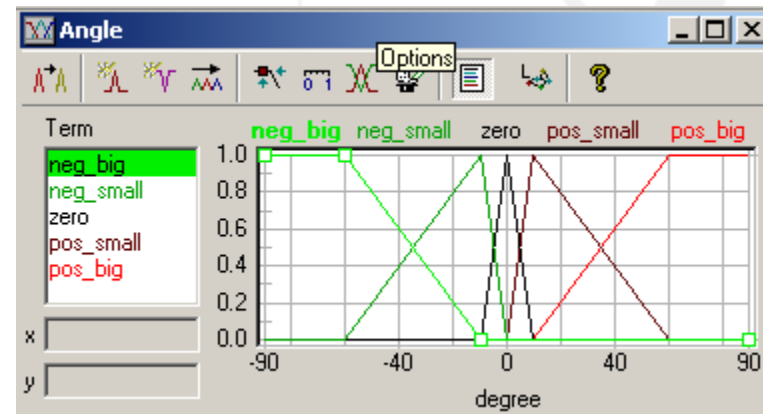 Angle
Options
Term
neg_big neg_small zero pos_small pos_big
neg_big
neg_small
zero
pos_small
pos_big
1.0
0.8
0.6
0.4
0.2
0.0
x
y
-90 -40 0 40 90
degree